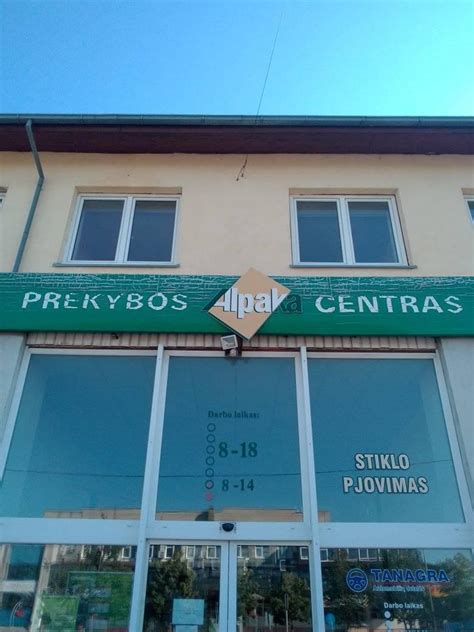 PREKYBOS Alpaka CENTRAS
Darbo laikas:
8-18
8-14
STIKLO
PJOVIMAS
TANAGRA
Darbo laikas